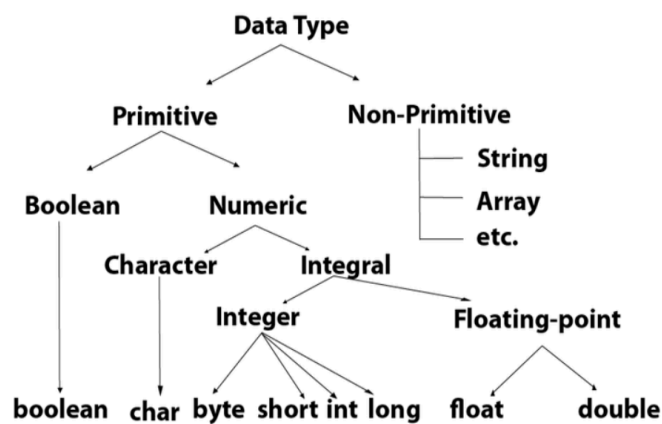 Data Type
Primitive
Non-Primitive
String
Array
etc.
Boolean
Numeric
Character
Integral
Integer
Floating-point
boolean
char
byte
short
int
long
float
double